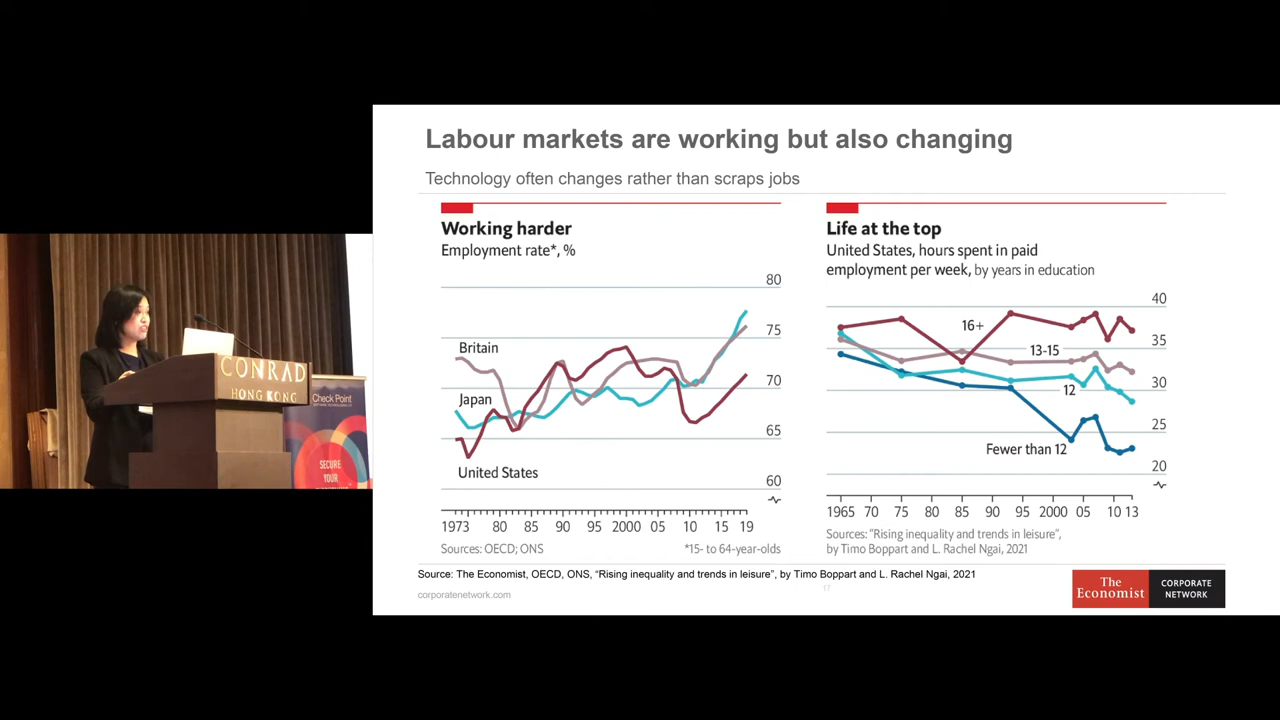 Labour markets are working but also changing
Technology often changes rather than scraps jobs
Working harder
Employment rate*, %
80
75
70
65
60
Britain
Japan
United States
1973 80 85 90 95 2000 05 10 15 19
Sources: OECD; ONS
*15- to 64-year-olds
Life at the top
United States, hours spent in paid
employment per week, by years in education
40
35
30
25
20
16+
13-15
12
Fewer than 12
1965 70 75 80 85 90 95 2000 05 10 13
Sources: "Rising inequality and trends in leisure",
by Timo Boppart and L. Rachel Ngai, 2021
Source: The Economist, OECD, ONS, "Rising inequality and trends in leisure", by Timo Boppart and L. Rachel Ngai, 2021
corporatenetwork.com
17
The
Economist
CORPORATE
NETWORK
CONRAD
HONG KONG
Check Point
SECURE
YOUR